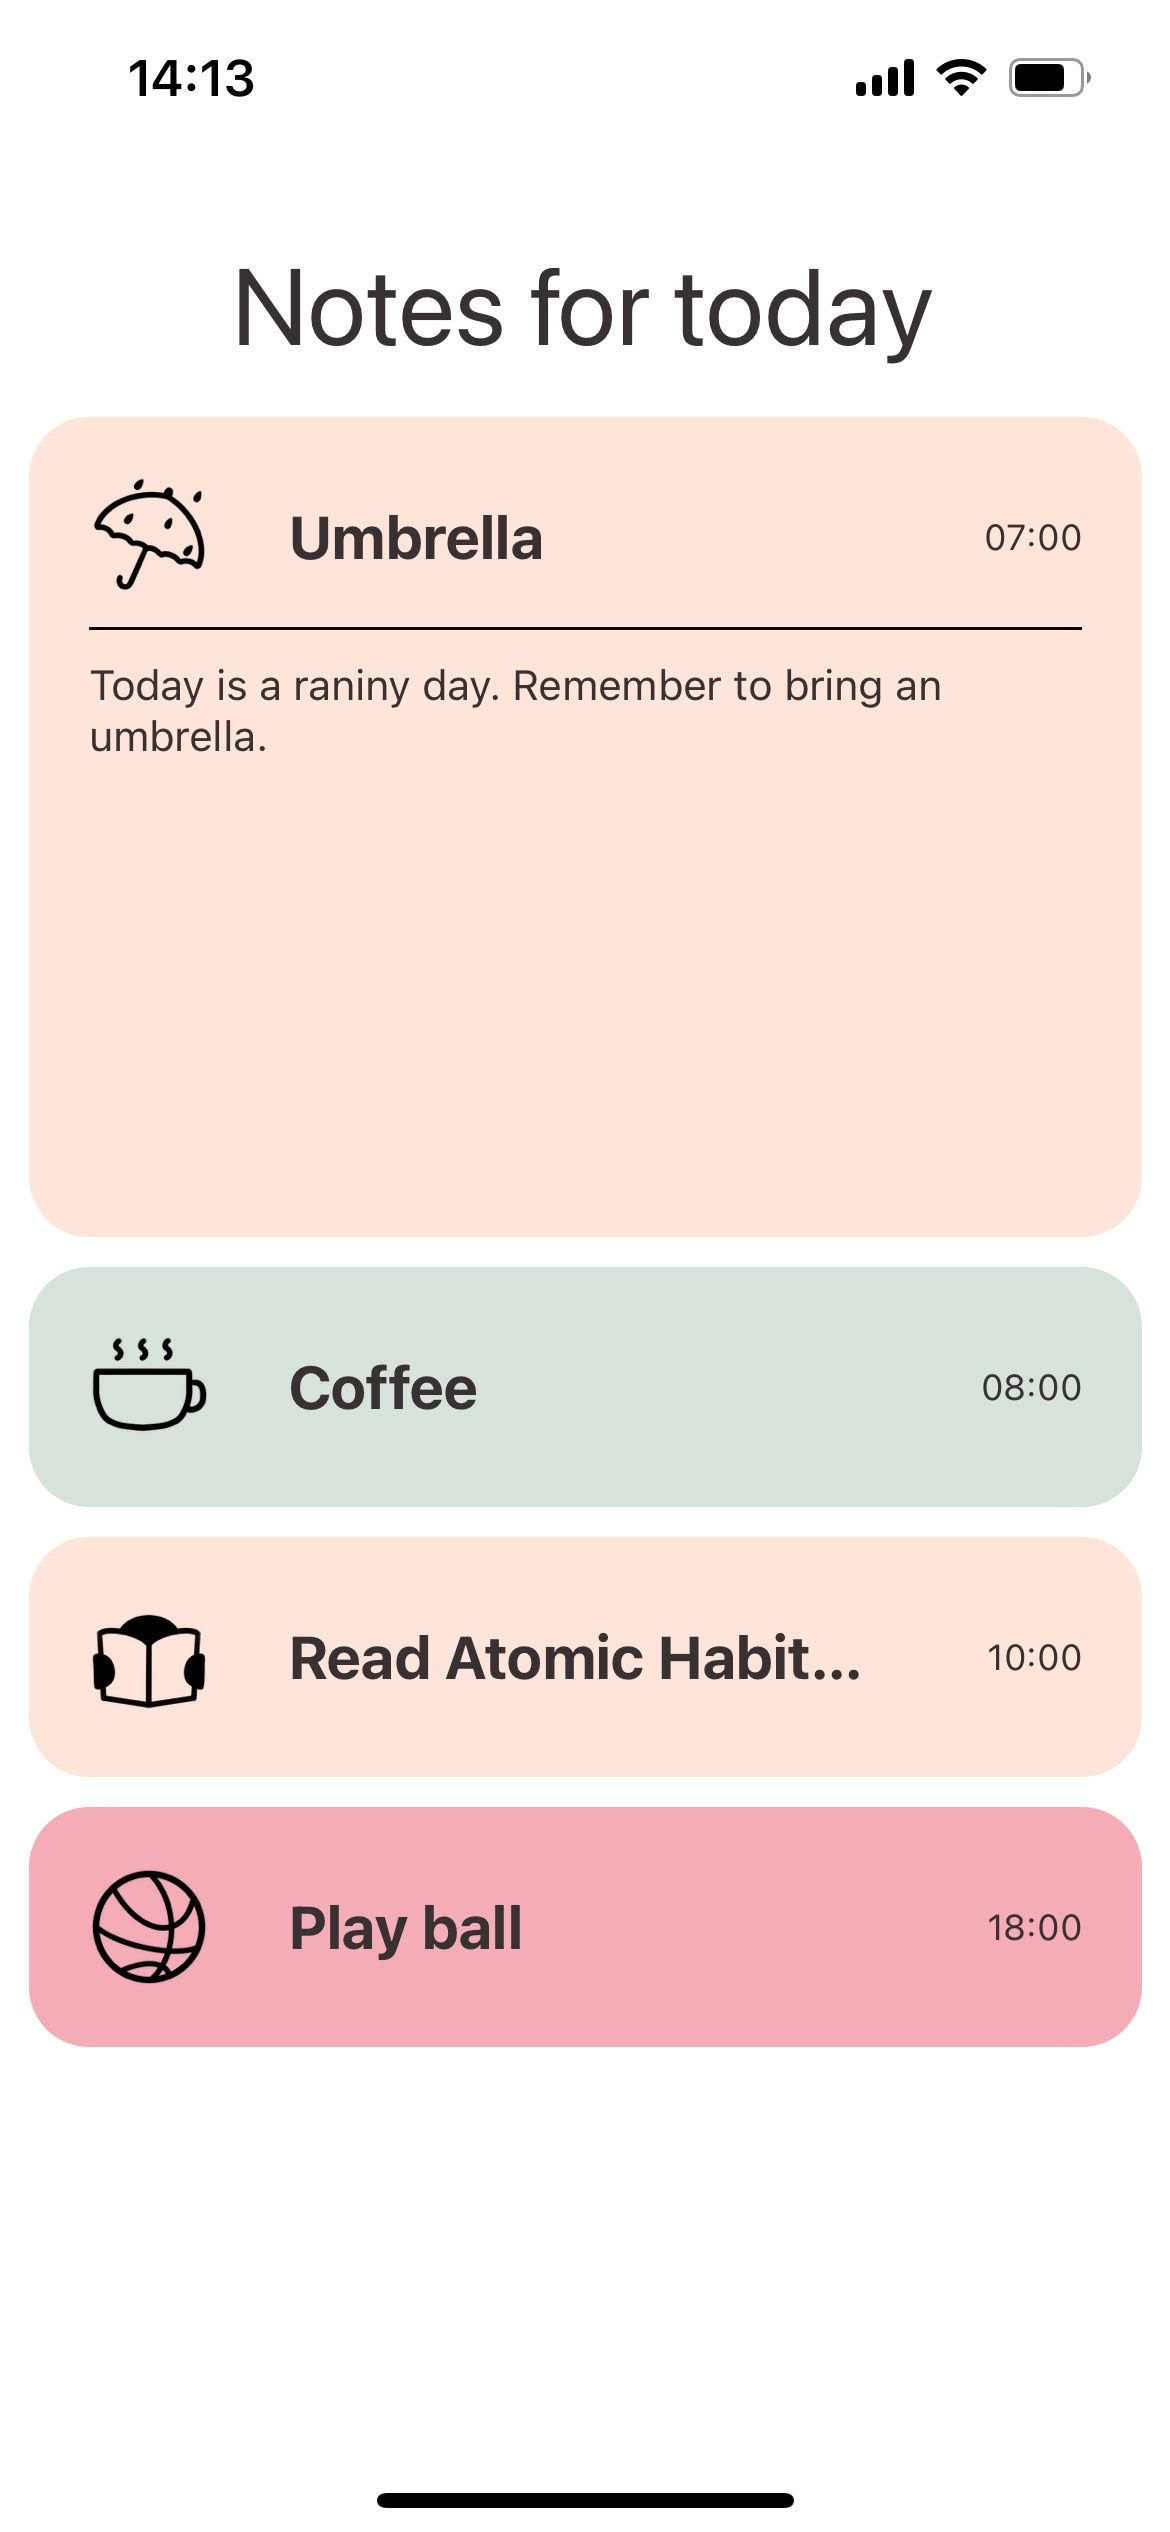 14:13
Notes for today
Umbrella 07:00
Today is a raniny day. Remember to bring an
umbrella.
Coffee 08:00
Read Atomic Habit... 10:00
Play ball 18:00